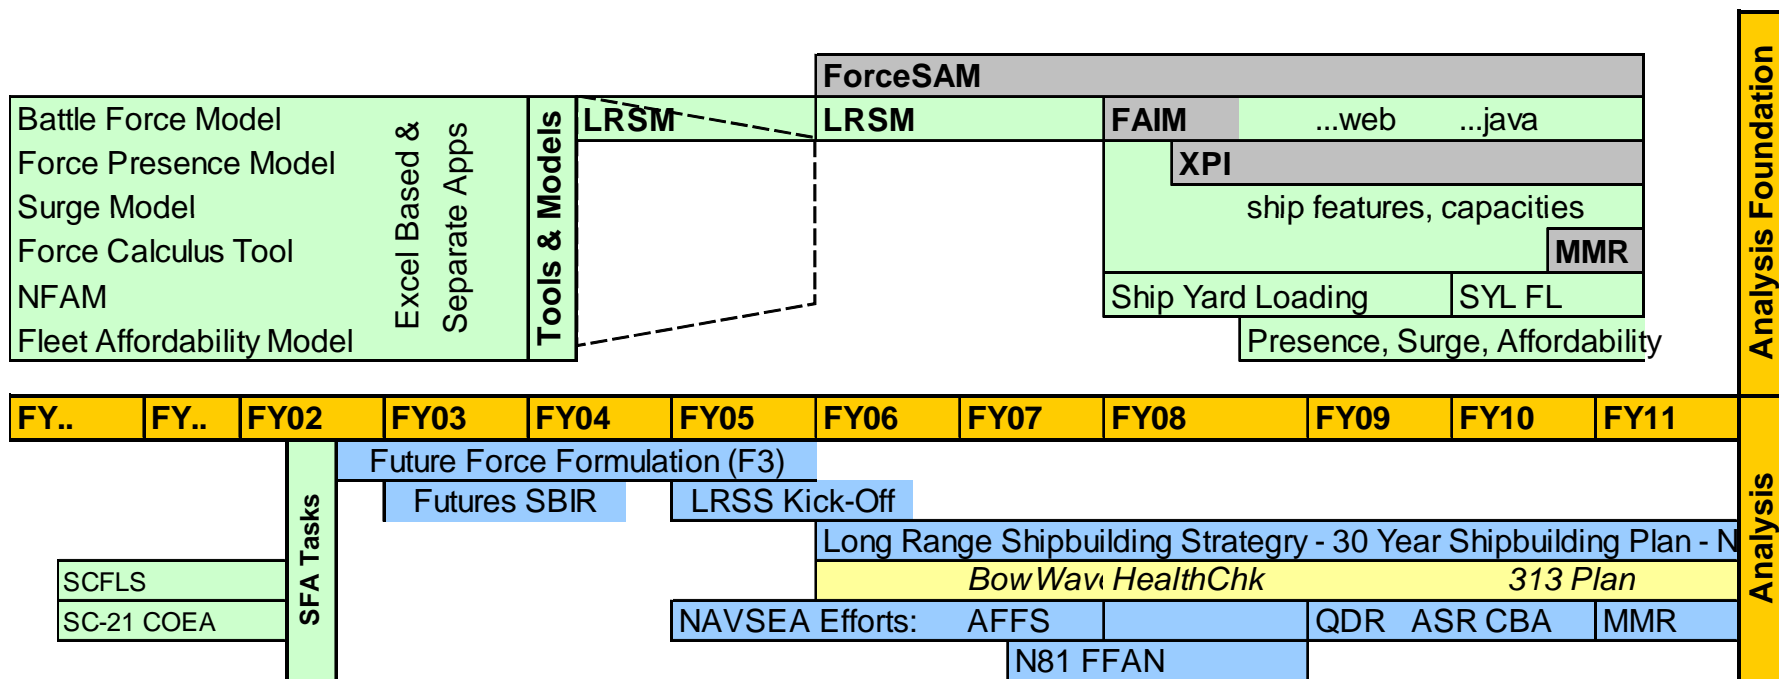 ForceSAM
Battle Force Model
Force Presence Model
Surge Model
Force Calculus Tool
NFAM
Fleet Affordability Model
Excel Based &
Separate Apps
Tools & Models
LRSM
LRSM
FAIM
...web
...java
XPI
ship features, capacities
MMR
Ship Yard Loading
SYL FL
Presence, Surge, Affordability
Analysis Foundation
FY..
FY..
FY02
FY03
FY04
FY05
FY06
FY07
FY08
FY09
FY10
FY11
SFA Tasks
Future Force Formulation (F3)
Futures SBIR
LRSS Kick-Off
Long Range Shipbuilding Strategry - 30 Year Shipbuilding Plan - N
SCFLS
BowWav HealthChk
313 Plan
SC-21 COEA
NAVSEA Efforts:
AFFS
QDR
ASR CBA
MMR
N81 FFAN
Analysis